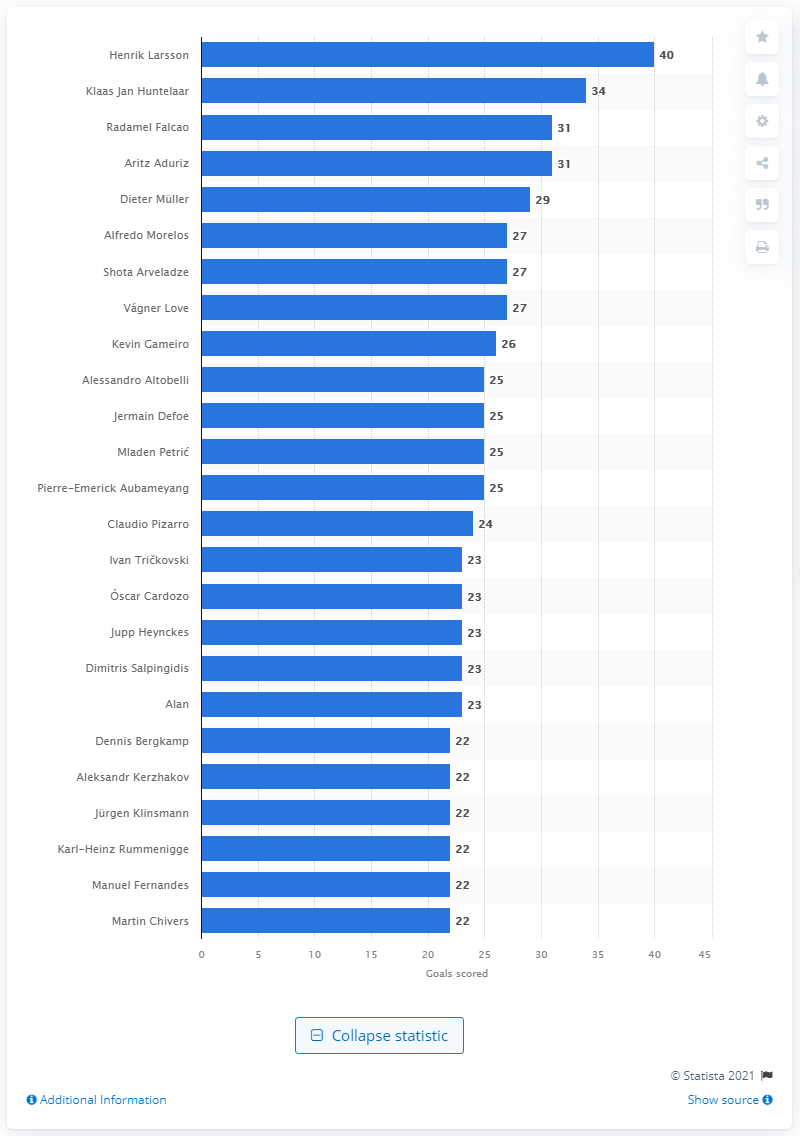 Henrik Larsson 40
Klaas Jan Huntelaar 34
Radamel Falcao 31
Aritz Aduriz 31
Dieter Müller 29
Alfredo Morelos 27
Shota Arveladze 27
Vágner Love 27
Kevin Gameiro 26
Alessandro Altobelli 25
Jermain Defoe 25
Mladen Petrić 25
Pierre-Emerick Aubameyang 25
Claudio Pizarro 24
Ivan Tričkovski 23
Óscar Cardozo 23
Jupp Heynckes 23
Dimitris Salpingidis 23
Alan 23
Dennis Bergkamp 22
Aleksandr Kerzhakov 22
Jürgen Klinsmann 22
Karl-Heinz Rummenigge 22
Manuel Fernandes 22
Martin Chivers 22
0 5 10 15 20 25 30 35 40 45
Goals scored
Collapse statistic
© Statista 2021
Additional Information Show source